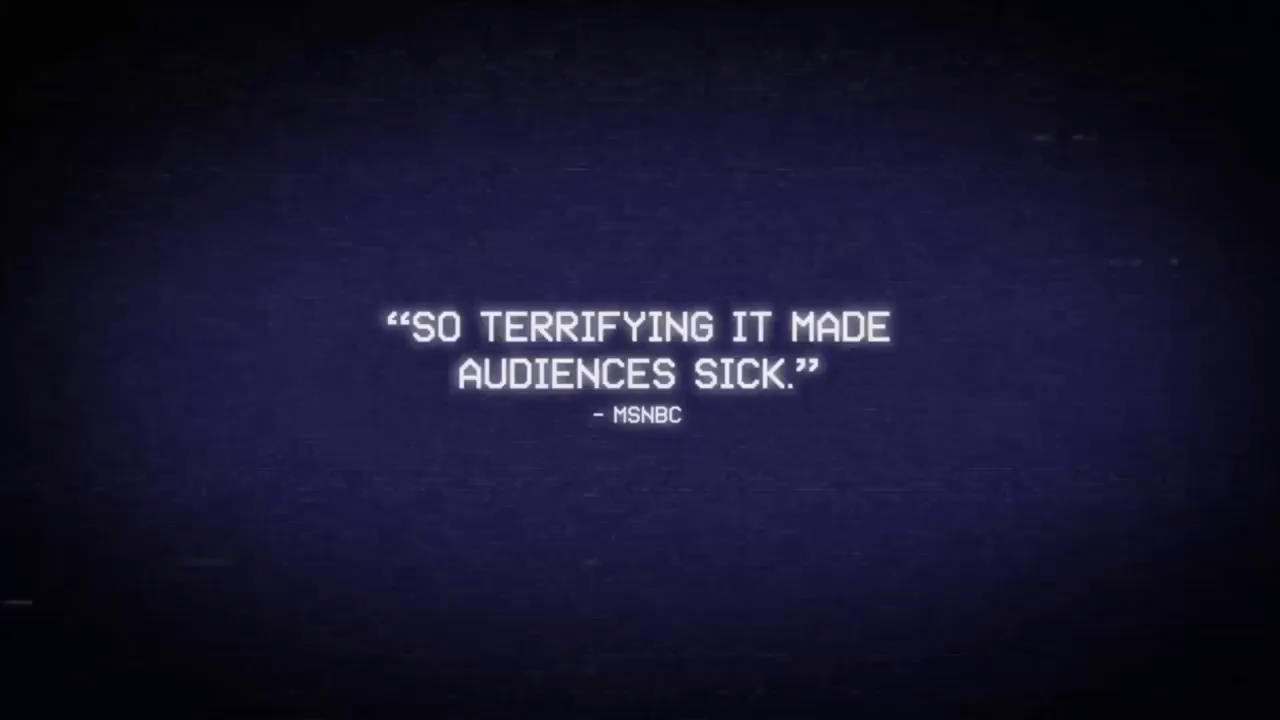 “SO TERRIFYING IT MADE
AUDIENCES SICK.”
- MSNBC